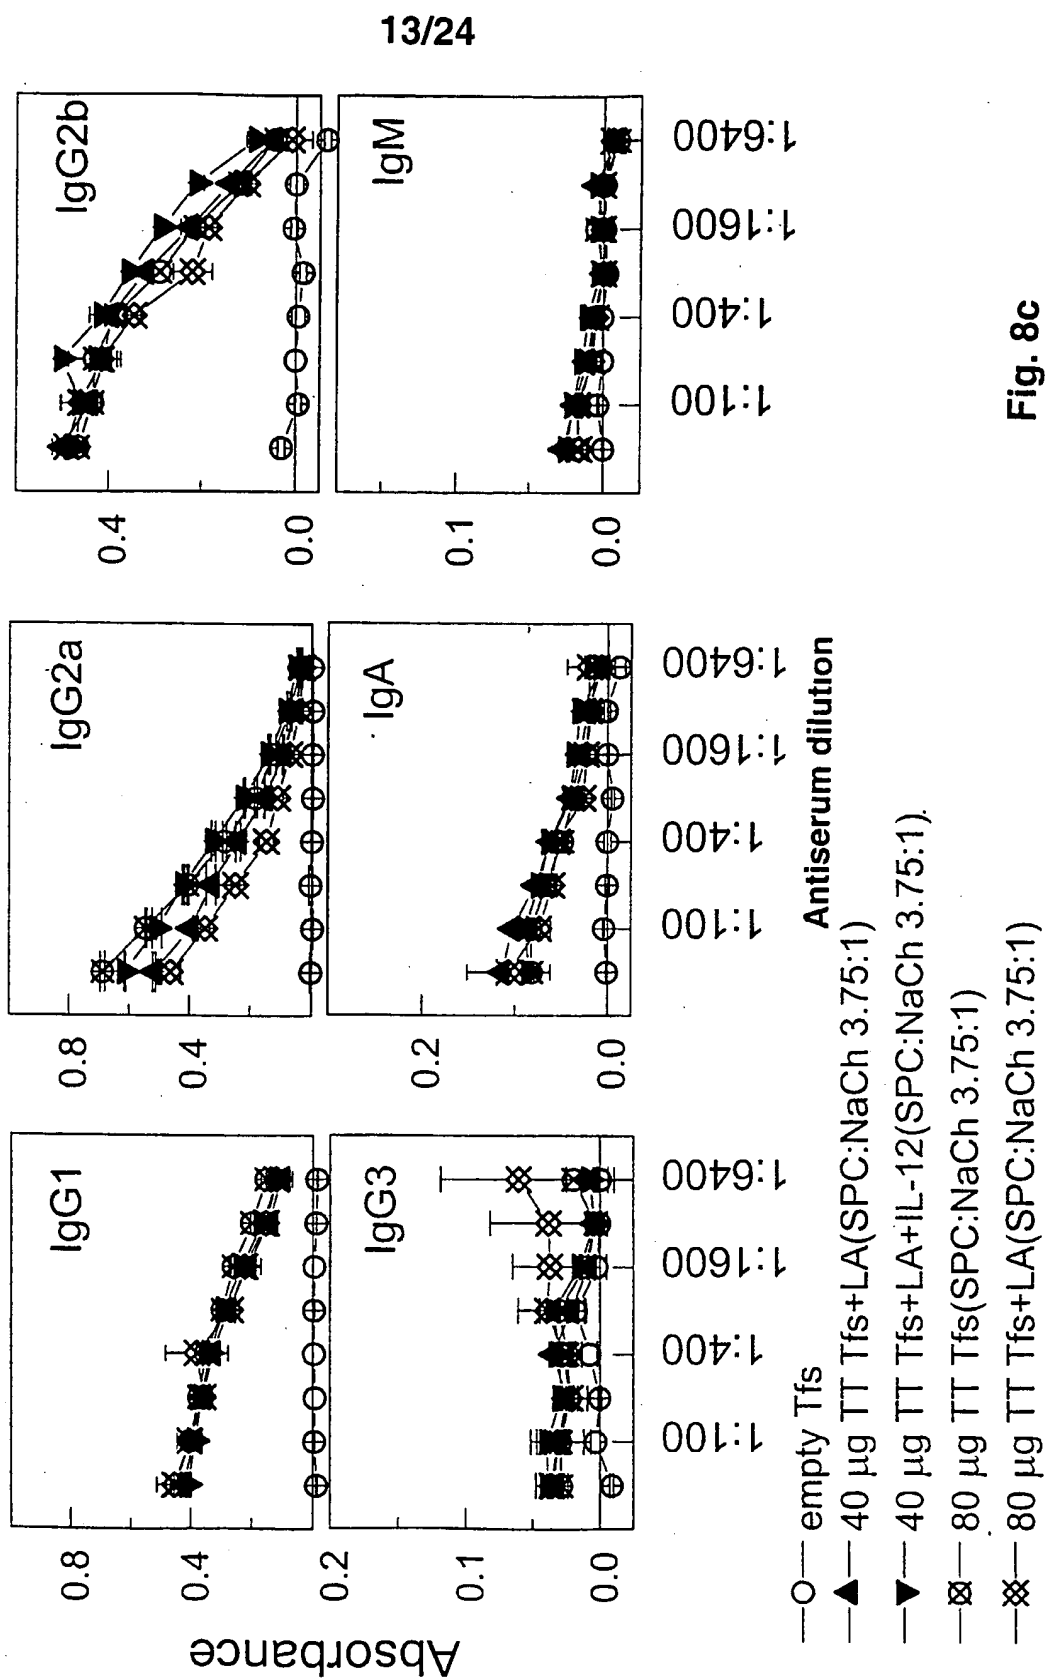 13/24
Absorbance
IgG1
0.8
0.4
IgG2a
0.8
0.4
IgG2b
0.4
0.0
IgG3
0.2
0.0
1:100
1:400
1:1600
1:6400
IgA
0.2
0.0
1:100
1:400
1:1600
1:6400
IgM
0.1
0.0
1:100
1:400
1:1600
1:6400
Antiserum dilution
empty Tfs
40 µg TT Tfs+LA(SPC:NaCh 3.75:1)
40 µg TT Tfs+LA+IL-12(SPC:NaCh 3.75:1)
80 µg TT Tfs(SPC:NaCh 3.75:1)
80 µg TT Tfs+LA(SPC:NaCh 3.75:1)
Fig. 8c